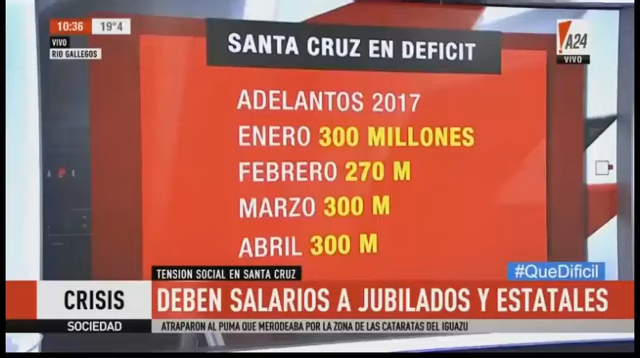 10:36 19°4
VIVO
RIO GALLEGOS
A24
VIVO
SANTA CRUZ EN DEFICIT
ADELANTOS 2017
ENERO 300 MILLONES
FEBRERO 270 M
MARZO 300 M
ABRIL 300 M
#QueDifícil
TENSION SOCIAL EN SANTA CRUZ
CRISIS
DEBEN SALARIOS A JUBILADOS Y ESTATALES
SOCIEDAD
ATRAPARON AL PUMA QUE MERODEABA POR LA ZONA DE LAS CATARATAS DEL IGUAZU